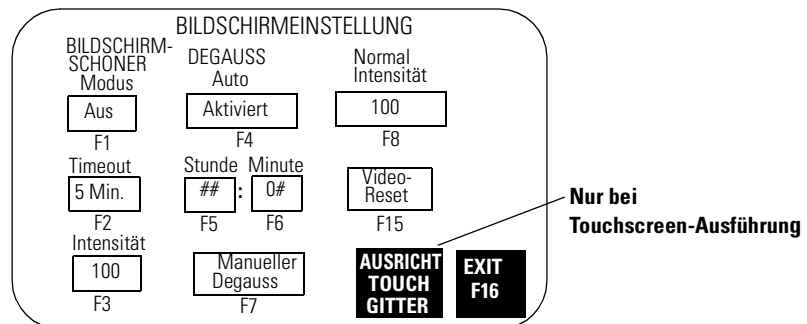 BILDSCHIRMEINSTELLUNG
BILDSCHIRM-
SCHONER
Modus
Aus
F1
DEGAUSS
Auto
Aktiviert
F4
Normal
Intensität
100
F8
Timeout
5 Min.
F2
Stunde Minute
## : 0#
F5 F6
Video-
Reset
F15
Nur bei
Touchscreen-Ausführung
Intensität
100
F3
Manueller
Degauss
F7
AUSRICHT
TOUCH
GITTER
EXIT
F16